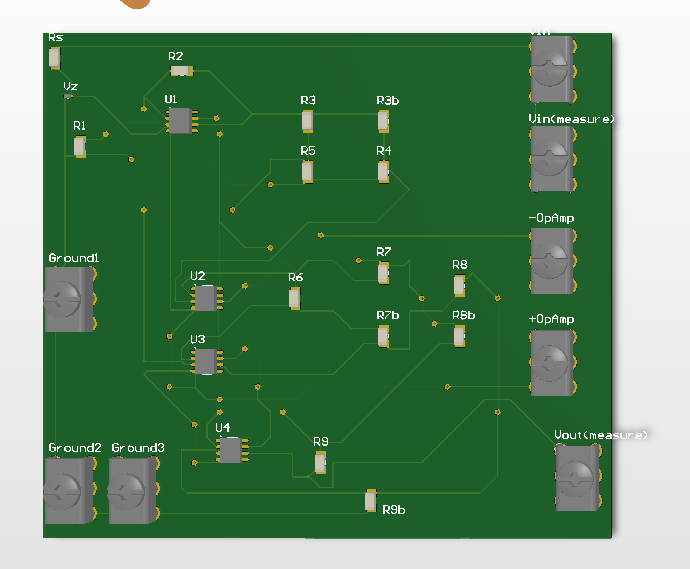 Vin
Rs
R2
Vz
U1
R3
R3b
Vin(measure)
R1
R5
R4
-OpAmp
Ground1
R7
R8
U2
R6
R7b
R8b
+OpAmp
U3
U4
R9
Vout(measure)
Ground2
Ground3
R9b